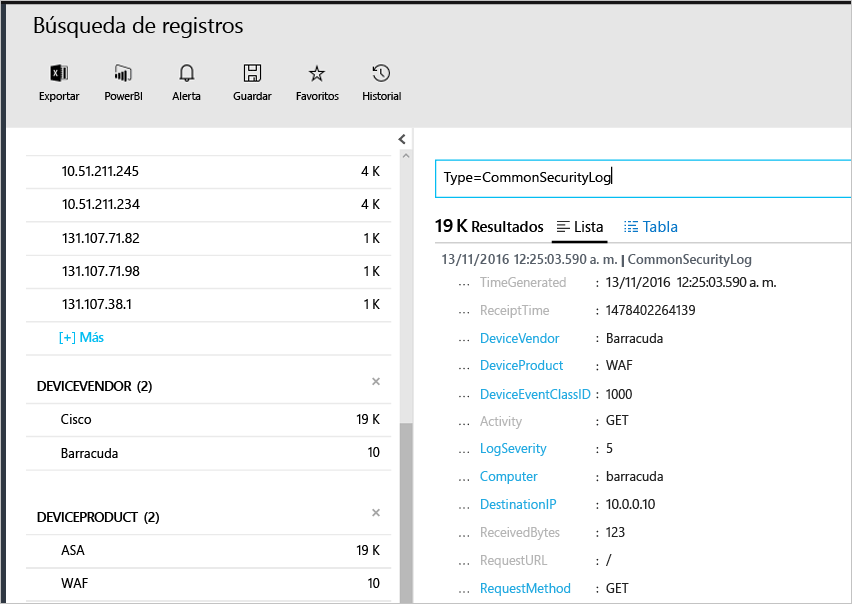 Búsqueda de registros
Exportar PowerBI Alerta Guardar Favoritos Historial
10.51.211.245 4 K
10.51.211.234 4 K
131.107.71.82 1 K
131.107.71.98 1 K
131.107.38.1 1 K
[+] Más
DEVICEVENDOR (2)
Cisco 19 K
Barracuda 10
DEVICEPRODUCT (2)
ASA 19 K
WAF 10
Type=CommonSecurityLog
19 K Resultados Lista Tabla
13/11/2016 12:25:03.590 a. m. | CommonSecurityLog
... TimeGenerated : 13/11/2016 12:25:03.590 a. m.
... ReceiptTime : 1478402264139
... DeviceVendor : Barracuda
... DeviceProduct : WAF
... DeviceEventClassID : 1000
... Activity : GET
... LogSeverity : 5
... Computer : barracuda
... DestinationIP : 10.0.0.10
... ReceivedBytes : 123
... RequestURL : /
... RequestMethod : GET